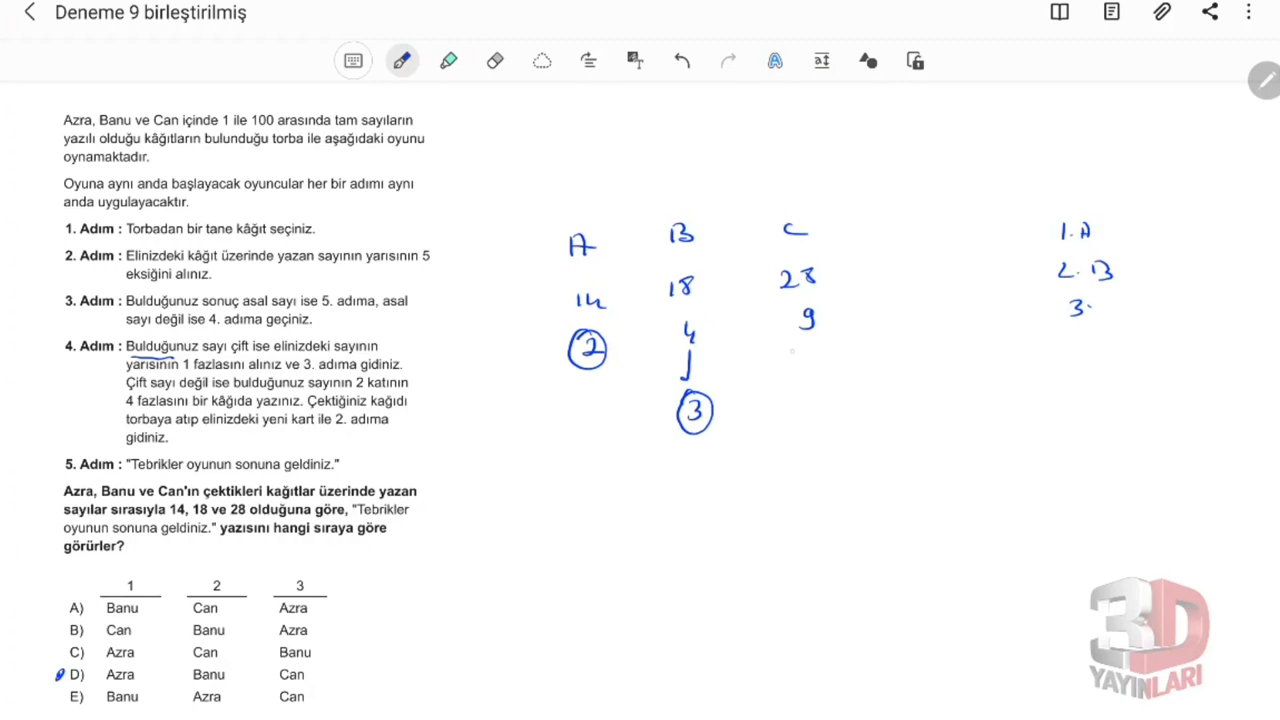 Deneme 9 birleştirilmiş
Azra, Banu ve Can içinde 1 ile 100 arasında tam sayıların
yazılı olduğu kâğıtların bulunduğu torba ile aşağıdaki oyunu
oynamaktadır.
Oyuna aynı anda başlayacak oyuncular her bir adımı aynı
anda uygulayacaktır.
1. Adım : Torbadan bir tane kâğıt seçiniz.
2. Adım : Elinizdeki kâğıt üzerinde yazan sayının yarısının 5
eksiğini alınız.
3. Adım : Bulduğunuz sonuç asal sayı ise 5. adıma, asal
sayı değil ise 4. adıma geçiniz.
4. Adım : Bulduğunuz sayı çift ise elinizdeki sayının
yarısının 1 fazlasını alınız ve 3. adıma gidiniz.
Çift sayı değil ise bulduğunuz sayının 2 katının
4 fazlasını bir kâğıda yazınız. Çektiğiniz kağıdı
torbaya atıp elinizdeki yeni kart ile 2. adıma
gidiniz.
5. Adım : "Tebrikler oyunun sonuna geldiniz."
Azra, Banu ve Can'ın çektikleri kağıtlar üzerinde yazan
sayılar sırasıyla 14, 18 ve 28 olduğuna göre, "Tebrikler
oyunun sonuna geldiniz." yazısını hangi sıraya göre
görürler?
1 2 3
A) Banu Can Azra
B) Can Banu Azra
C) Azra Can Banu
D) Azra Banu Can
E) Banu Azra Can
A B C
14 18 28
2 4 9
3
1. A
2. B
3.
3D
YAYINLARI